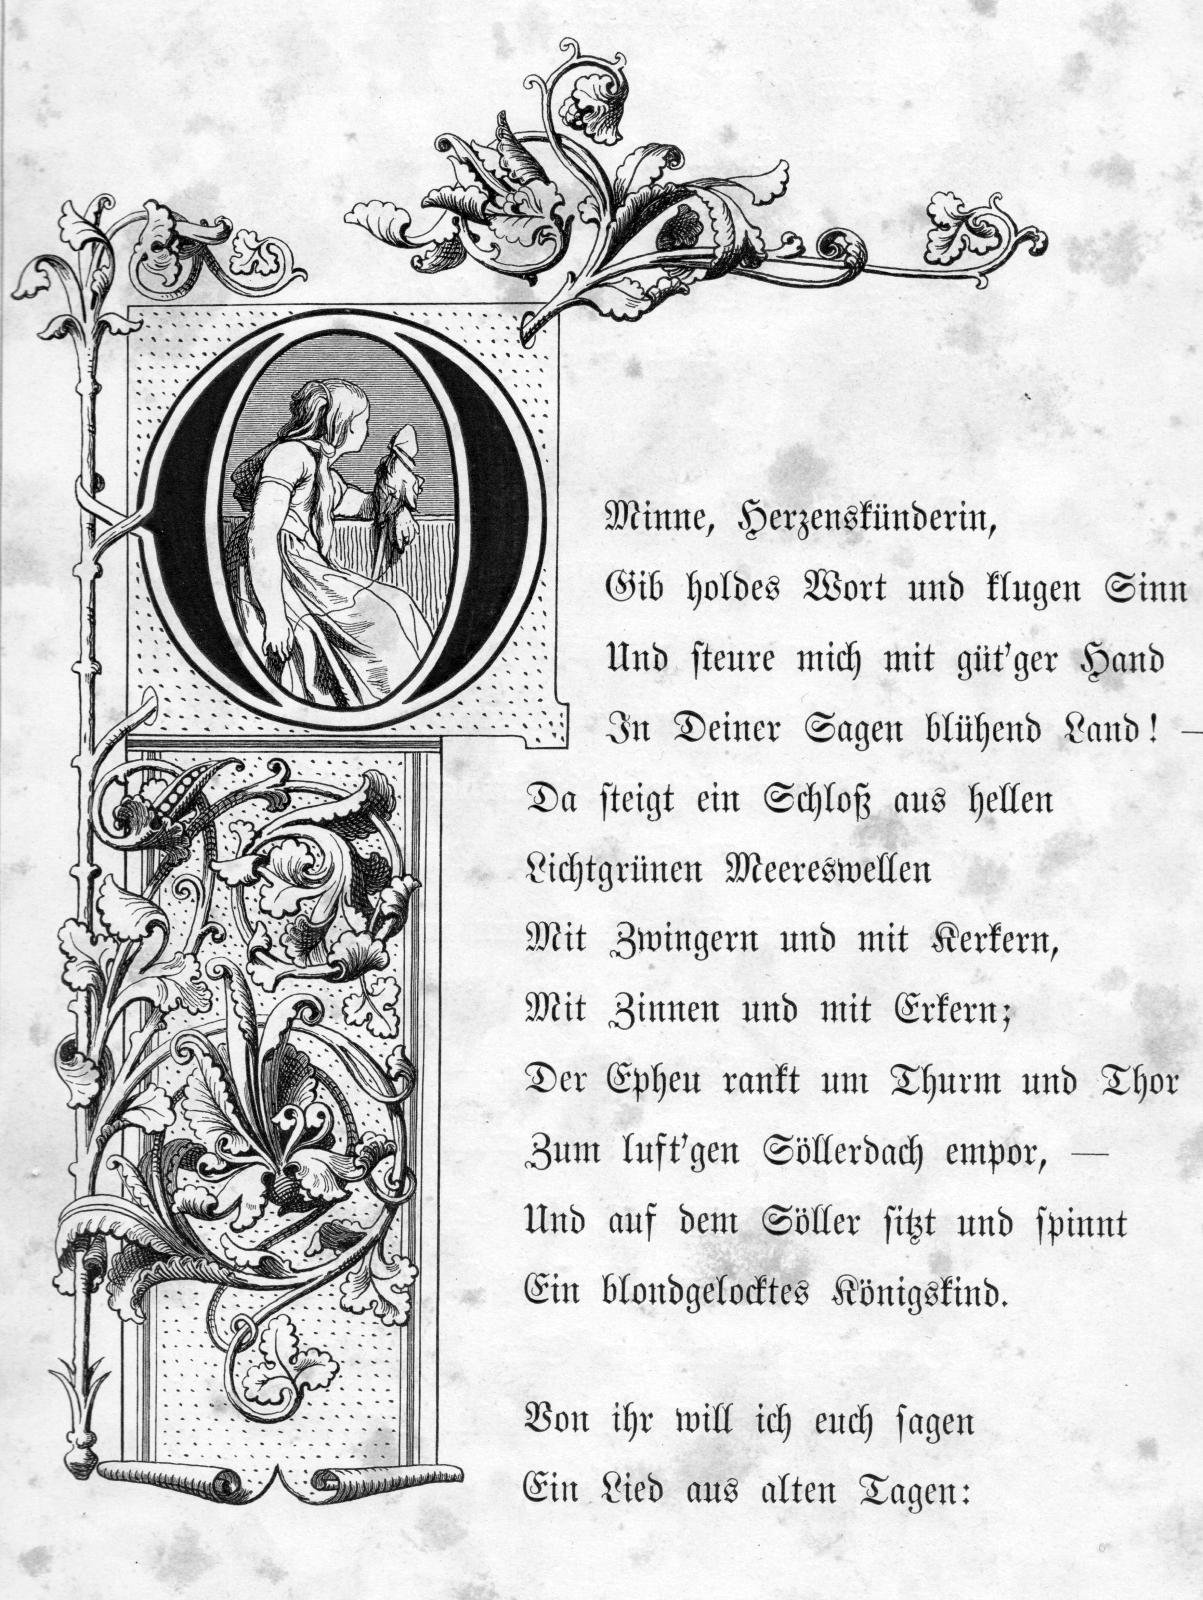 O
Minne, Herzenskünderin,
Gib holdes Wort und klugen Sinn
Und steure mich mit güt'ger Hand
In Deiner Sagen blühend Land! —
Da steigt ein Schloß aus hellen
Lichtgrünen Meereswellen
Mit Zwingern und mit Kerkern,
Mit Zinnen und mit Erkern;
Der Epheu rankt um Thurm und Thor
Zum luft'gen Söllerdach empor, —
Und auf dem Söller sitzt und spinnt
Ein blondgelocktes Königskind.
Von ihr will ich euch sagen
Ein Lied aus alten Tagen: